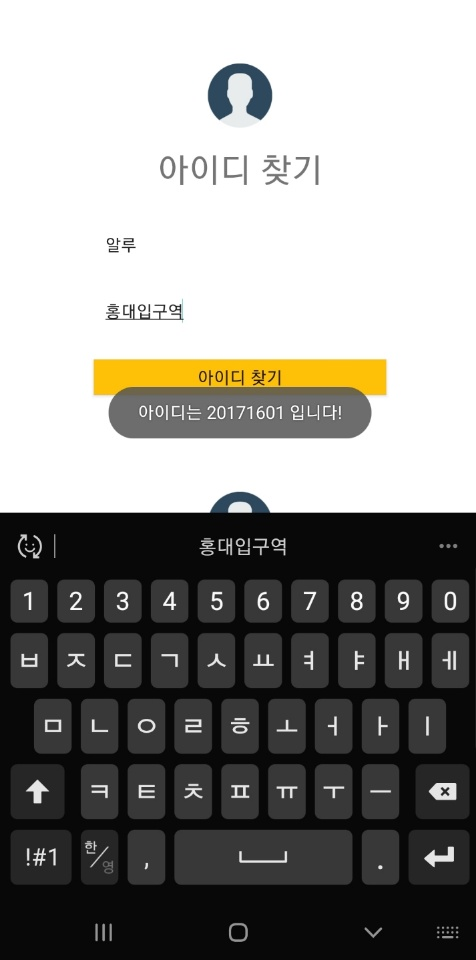 아이디 찾기
알루
홍대입구역
아이디 찾기
아이디는 20171601 입니다!
홍대입구역
1 2 3 4 5 6 7 8 9 0
ㅂ ㅈ ㄷ ㄱ ㅅ ㅛ ㅕ ㅑ ㅐ ㅔ
ㅁ ㄴ ㅇ ㄹ ㅎ ㅗ ㅓ ㅏ ㅣ
ㅋ ㅌ ㅊ ㅍ ㅠ ㅜ ㅡ
!#1 한/영 , .